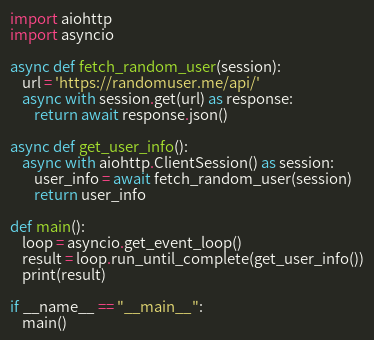 import aiohttp
import asyncio

async def fetch_random_user(session):
    url = 'https://randomuser.me/api/'
    async with session.get(url) as response:
        return await response.json()

async def get_user_info():
    async with aiohttp.ClientSession() as session:
        user_info = await fetch_random_user(session)
        return user_info

def main():
    loop = asyncio.get_event_loop()
    result = loop.run_until_complete(get_user_info())
    print(result)

if __name__ == "__main__":
    main()